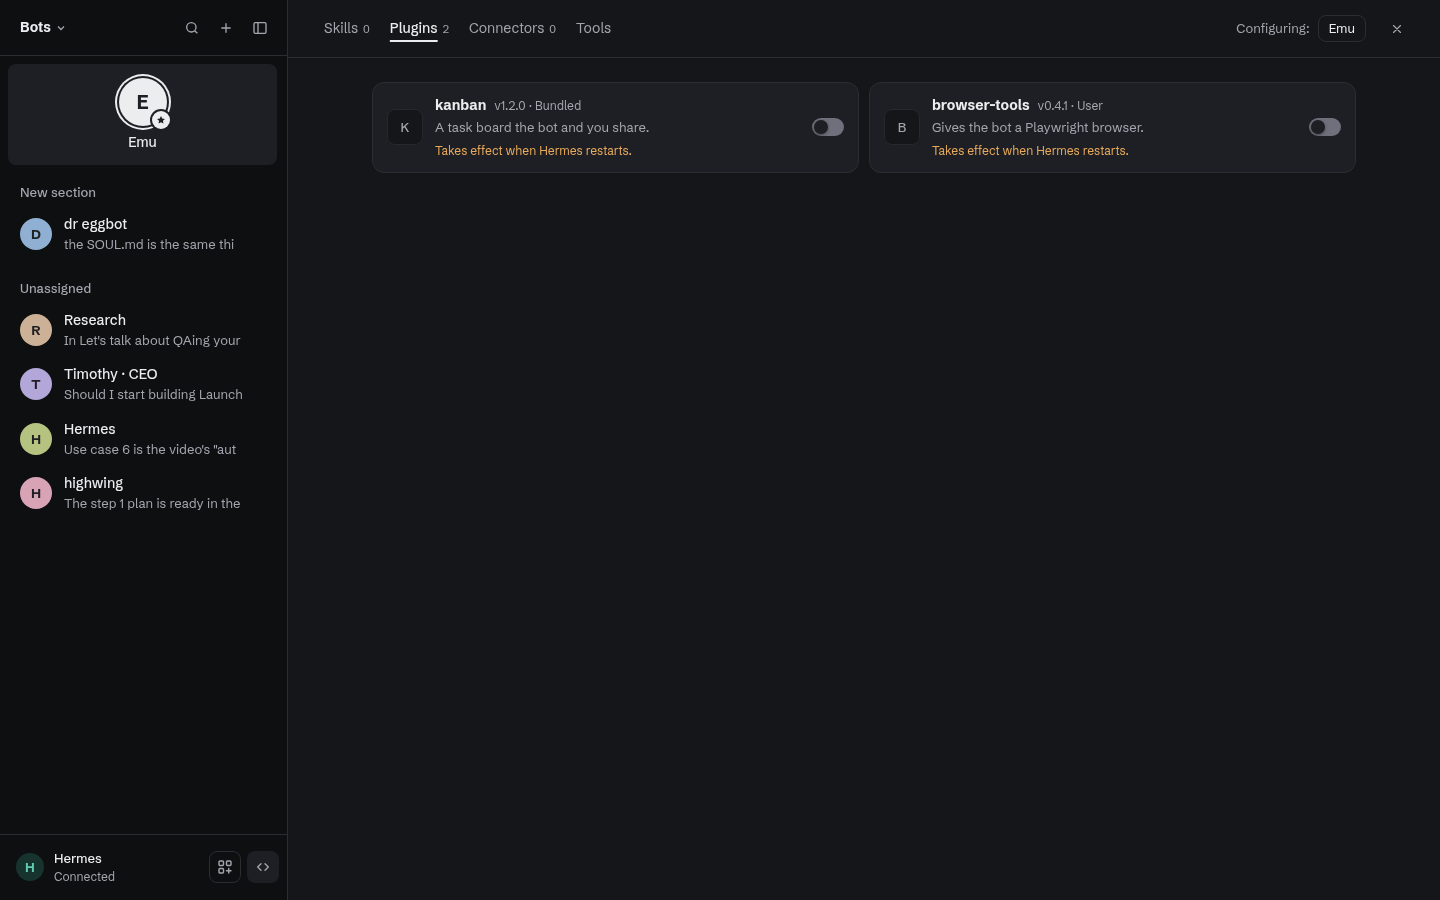 Bots
E
Emu
New section
D
dr eggbot
the SOUL.md is the same thi
Unassigned
R
Research
In Let's talk about QAing your
T
Timothy · CEO
Should I start building Launch
H
Hermes
Use case 6 is the video's "aut
H
highwing
The step 1 plan is ready in the
H
Hermes
Connected
Skills 0 Plugins 2 Connectors 0 Tools
Configuring: Emu
K
kanban v1.2.0 · Bundled
A task board the bot and you share.
Takes effect when Hermes restarts.
B
browser-tools v0.4.1 · User
Gives the bot a Playwright browser.
Takes effect when Hermes restarts.